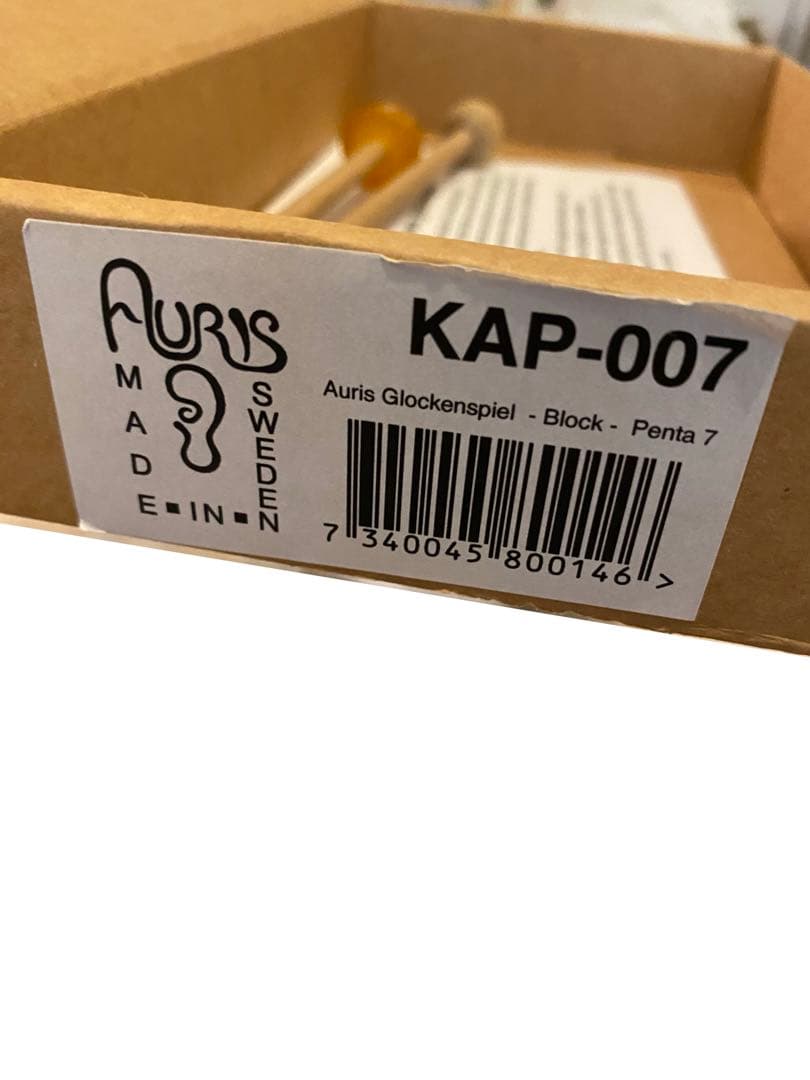 AURIS
MADE IN SWEDEN
KAP-007
Auris Glockenspiel - Block - Penta 7
7 340045 800146 >